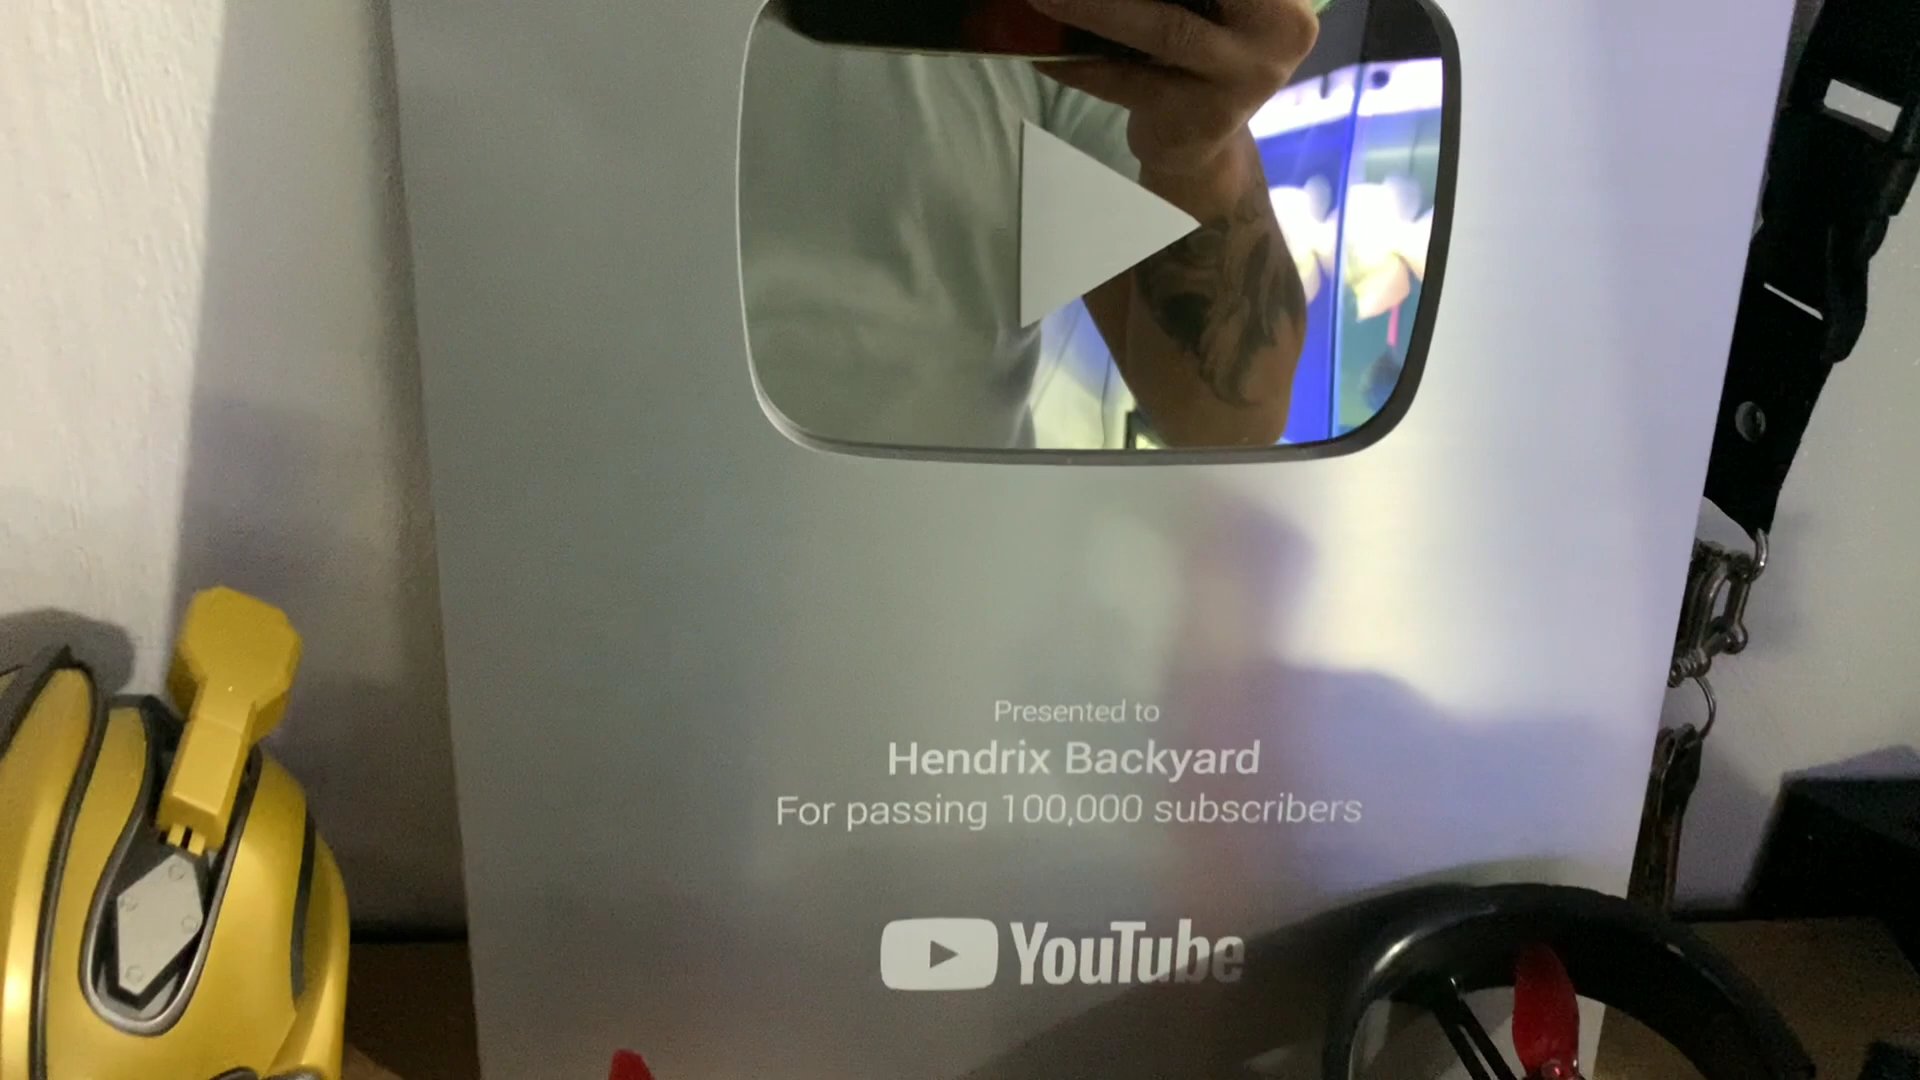 Presented to
Hendrix Backyard
For passing 100,000 subscribers
YouTube